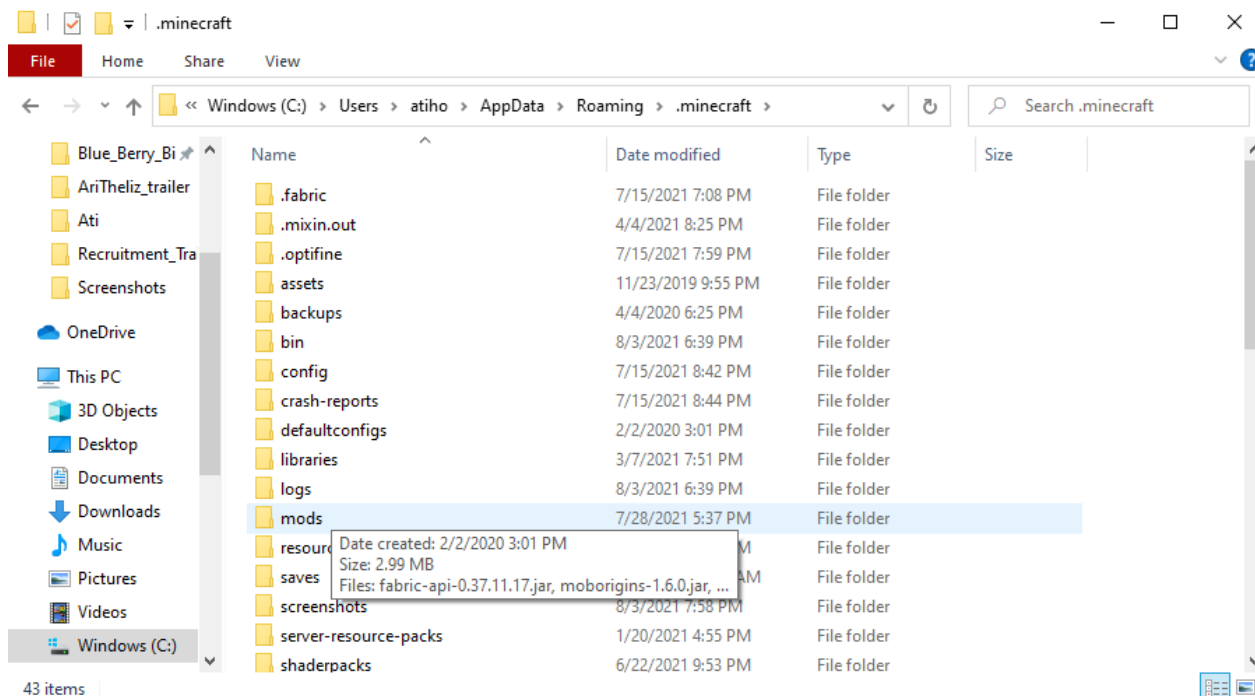 .minecraft
File Home Share View
« Windows (C:) › Users › atiho › AppData › Roaming › .minecraft ›
Search .minecraft
Blue_Berry_Bi
AriTheliz_trailer
Ati
Recruitment_Tra
Screenshots
OneDrive
This PC
3D Objects
Desktop
Documents
Downloads
Music
Pictures
Videos
Windows (C:)
Name Date modified Type Size
.fabric 7/15/2021 7:08 PM File folder
.mixin.out 4/4/2021 8:25 PM File folder
.optifine 7/15/2021 7:59 PM File folder
assets 11/23/2019 9:55 PM File folder
backups 4/4/2020 6:25 PM File folder
bin 8/3/2021 6:39 PM File folder
config 7/15/2021 8:42 PM File folder
crash-reports 7/15/2021 8:44 PM File folder
defaultconfigs 2/2/2020 3:01 PM File folder
libraries 3/7/2021 7:51 PM File folder
logs 8/3/2021 6:39 PM File folder
mods 7/28/2021 5:37 PM File folder
resourc File folder
saves AM File folder
Date created: 2/2/2020 3:01 PM
Size: 2.99 MB
Files: fabric-api-0.37.11.17.jar, moborigins-1.6.0.jar, ...
screenshots 8/3/2021 7:58 PM File folder
server-resource-packs 1/20/2021 4:55 PM File folder
shaderpacks 6/22/2021 9:53 PM File folder
43 items